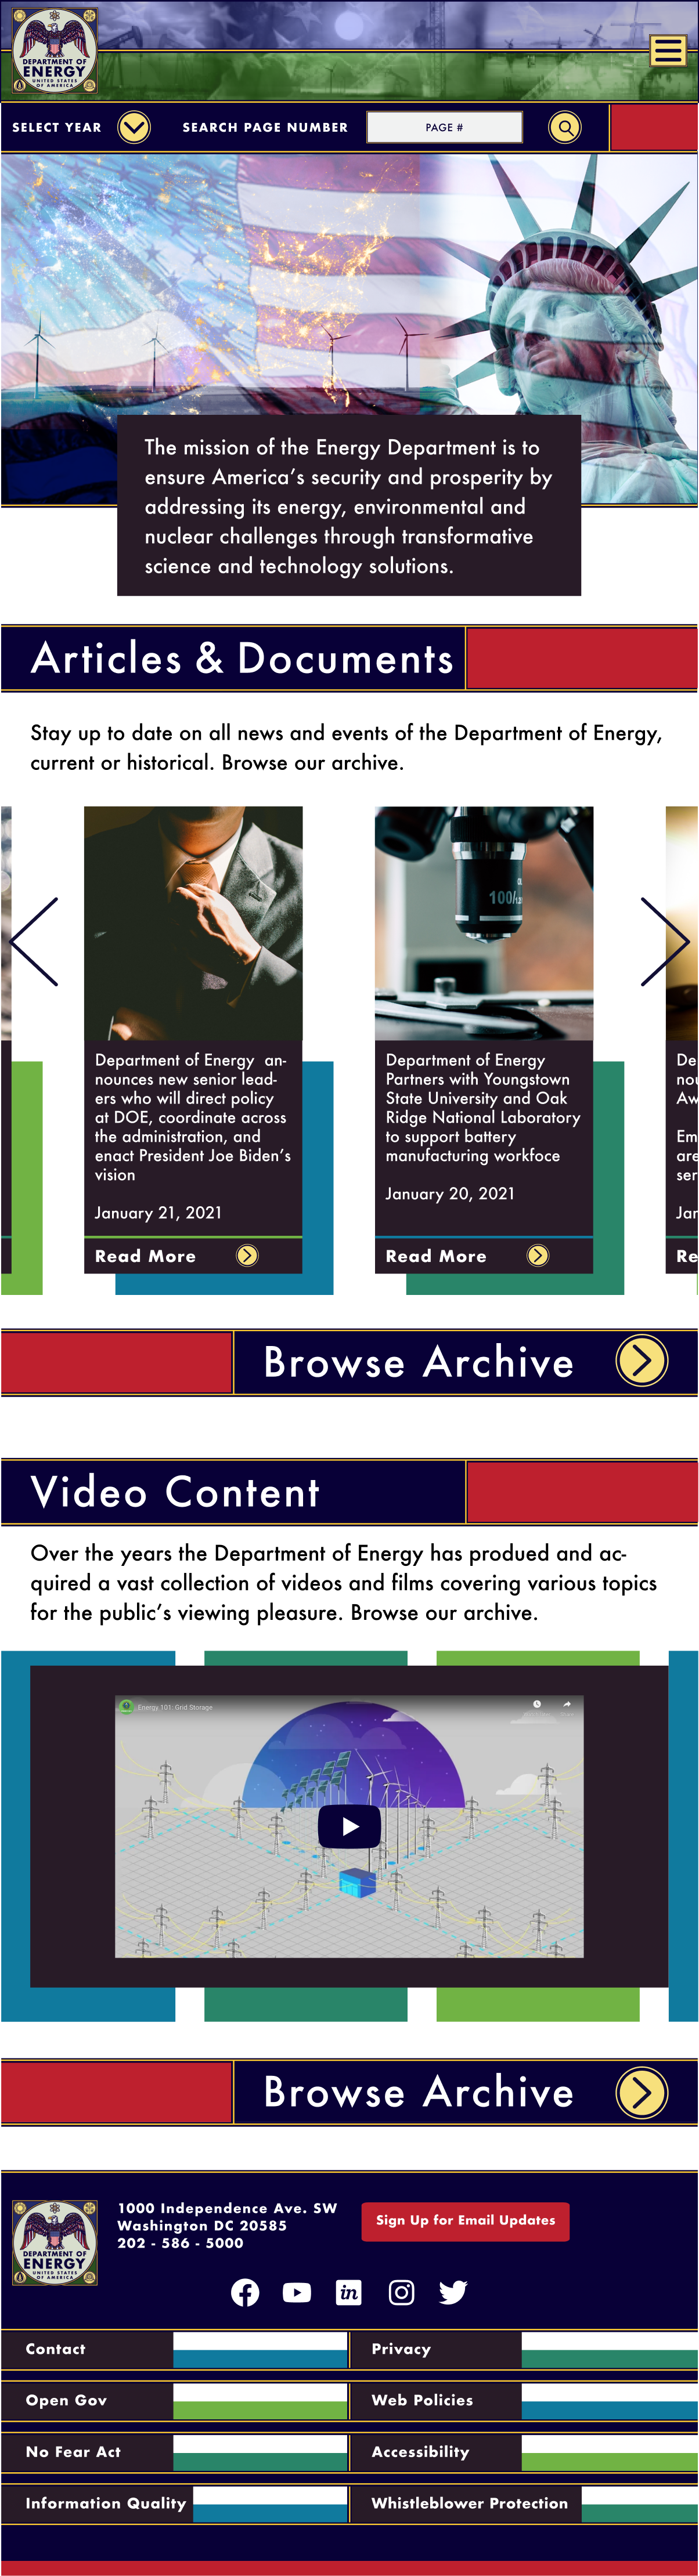 DEPARTMENT OF
ENERGY
UNITED STATES
OF AMERICA
SELECT YEAR
SEARCH PAGE NUMBER
PAGE #
The mission of the Energy Department is to
ensure America's security and prosperity by
addressing its energy, environmental and
nuclear challenges through transformative
science and technology solutions.
Articles & Documents
Stay up to date on all news and events of the Department of Energy,
current or historical. Browse our archive.
100/
Department of Energy an-
nounces new senior lead-
ers who will direct policy
at DOE, coordinate across
the administration, and
enact President Joe Biden's
vision
January 21, 2021
Read More
Department of Energy
Partners with Youngstown
State University and Oak
Ridge National Laboratory
to support battery
manufacturing workfoce
January 20, 2021
Read More
De
nou
Aw
Em
are
ser
Jar
Re
Browse Archive
Video Content
Over the years the Department of Energy has produed and ac-
quired a vast collection of videos and films covering various topics
for the public's viewing pleasure. Browse our archive.
Energy 101: Grid Storage
Browse Archive
DEPARTMENT OF
ENERGY
UNITED STATES
OF AMERICA
1000 Independence Ave. SW
Washington DC 20585
202 - 586 - 5000
Sign Up for Email Updates
in
Contact
Privacy
Open Gov
Web Policies
No Fear Act
Accessibility
Information Quality
Whistleblower Protection